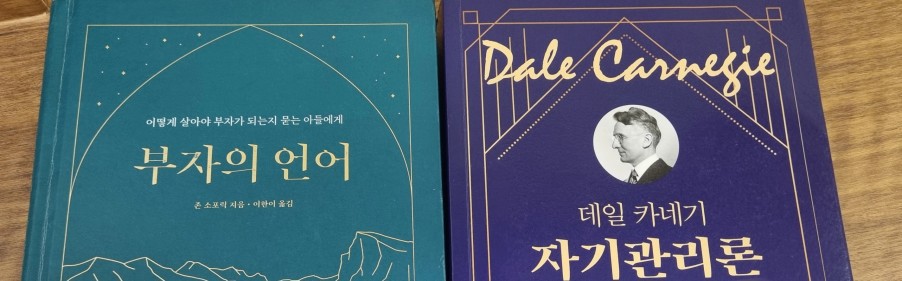 어떻게 살아야 부자가 되는지 묻는 아들에게
부자의 언어
존 소포릭 지음 · 이한이 옮김
Dale Carnegie
데일 카네기
자기관리론